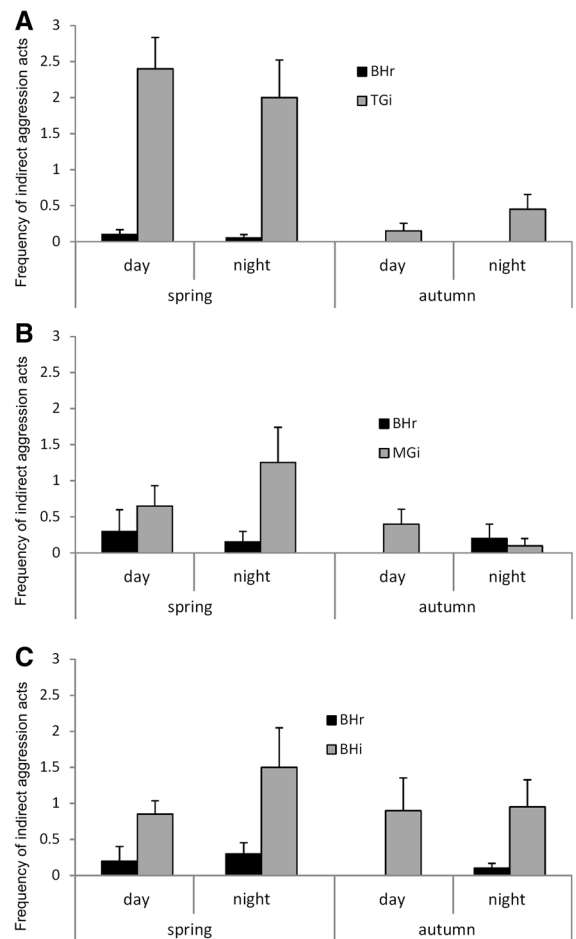 A
Frequency of indirect aggression acts
3
2.5
2
1.5
1
0.5
0
BHr
TGi
day night day night
spring autumn
B
Frequency of indirect aggression acts
3
2.5
2
1.5
1
0.5
0
BHr
MGi
day night day night
spring autumn
C
Frequency of indirect aggression acts
3
2.5
2
1.5
1
0.5
0
BHr
BHi
day night day night
spring autumn